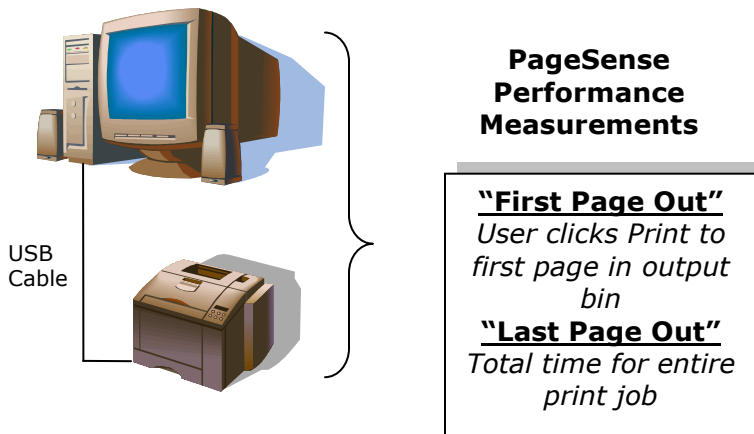 PageSense
Performance
Measurements
“First Page Out”
User clicks Print to
first page in output
bin
“Last Page Out”
Total time for entire
print job
USB
Cable